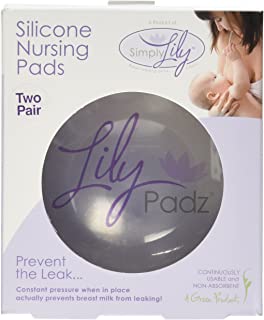 Silicone
Nursing
Pads
Two
Pair
A Product of
Simply Lily
Lily
Padz™
Prevent
the Leak...
Constant pressure when in place
actually prevents breast milk from leaking!
CONTINUOUSLY
USABLE and
NON-ABSORBENT
A Green Product